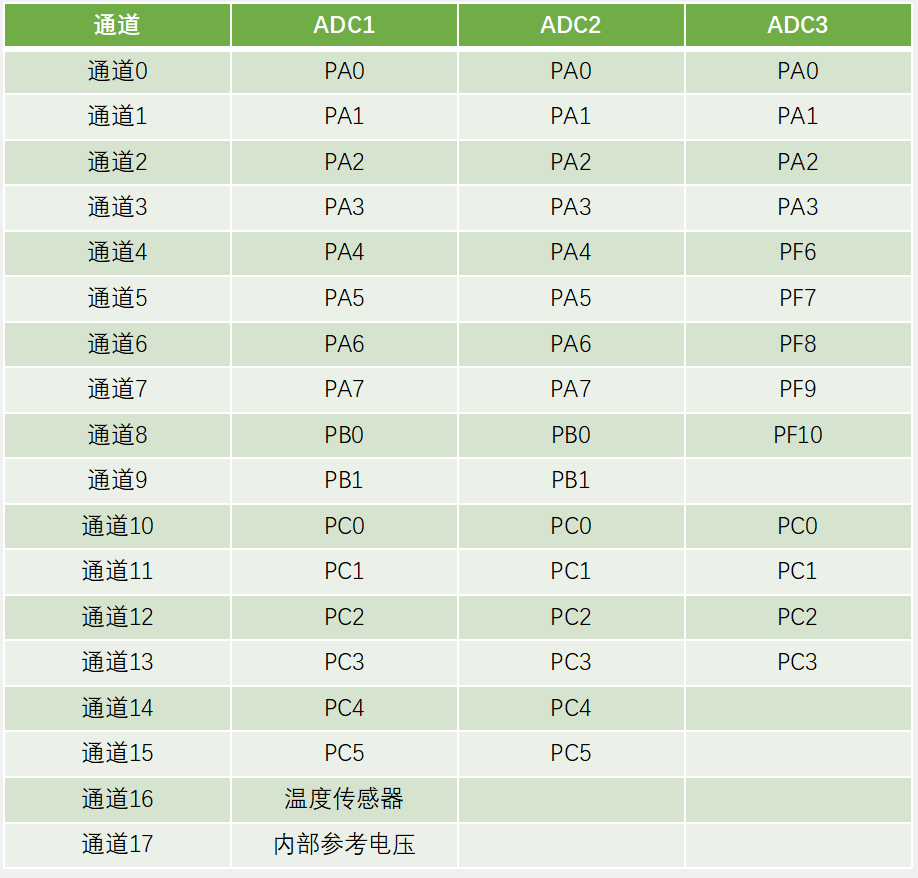 通道 ADC1 ADC2 ADC3
通道0 PA0 PA0 PA0
通道1 PA1 PA1 PA1
通道2 PA2 PA2 PA2
通道3 PA3 PA3 PA3
通道4 PA4 PA4 PF6
通道5 PA5 PA5 PF7
通道6 PA6 PA6 PF8
通道7 PA7 PA7 PF9
通道8 PB0 PB0 PF10
通道9 PB1 PB1
通道10 PC0 PC0 PC0
通道11 PC1 PC1 PC1
通道12 PC2 PC2 PC2
通道13 PC3 PC3 PC3
通道14 PC4 PC4
通道15 PC5 PC5
通道16 温度传感器
通道17 内部参考电压